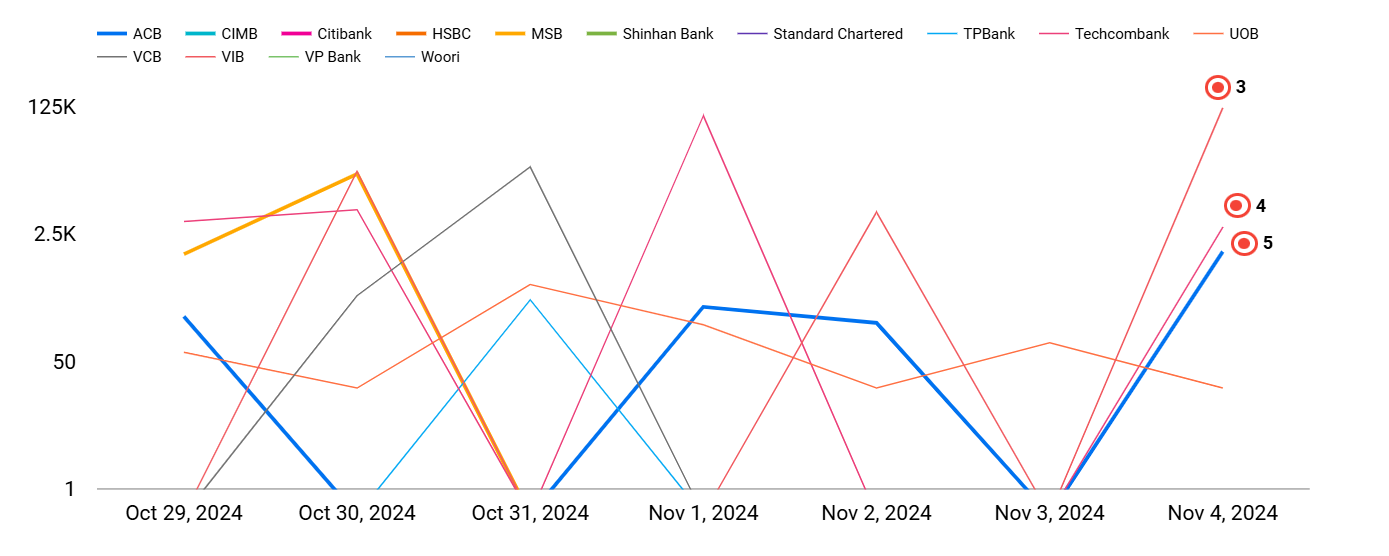 ACB CIMB Citibank HSBC MSB Shinhan Bank Standard Chartered TPBank Techcombank UOB
VCB VIB VP Bank Woori
3
125K
4
2.5K
5
50
1
Oct 29, 2024 Oct 30, 2024 Oct 31, 2024 Nov 1, 2024 Nov 2, 2024 Nov 3, 2024 Nov 4, 2024